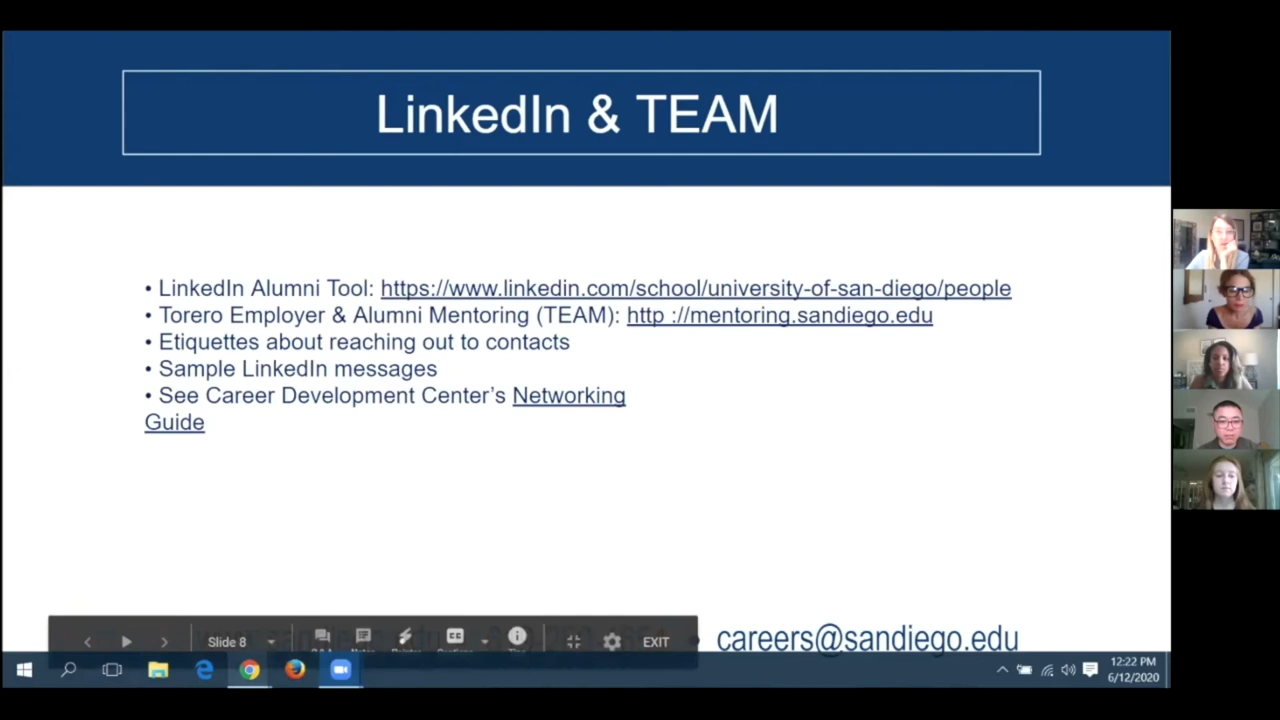 LinkedIn & TEAM
• LinkedIn Alumni Tool: https://www.linkedin.com/school/university-of-san-diego/people
• Torero Employer & Alumni Mentoring (TEAM): http ://mentoring.sandiego.edu
• Etiquettes about reaching out to contacts
• Sample LinkedIn messages
• See Career Development Center’s Networking
Guide
Slide 8
EXIT
• careers@sandiego.edu
12:22 PM
6/12/2020